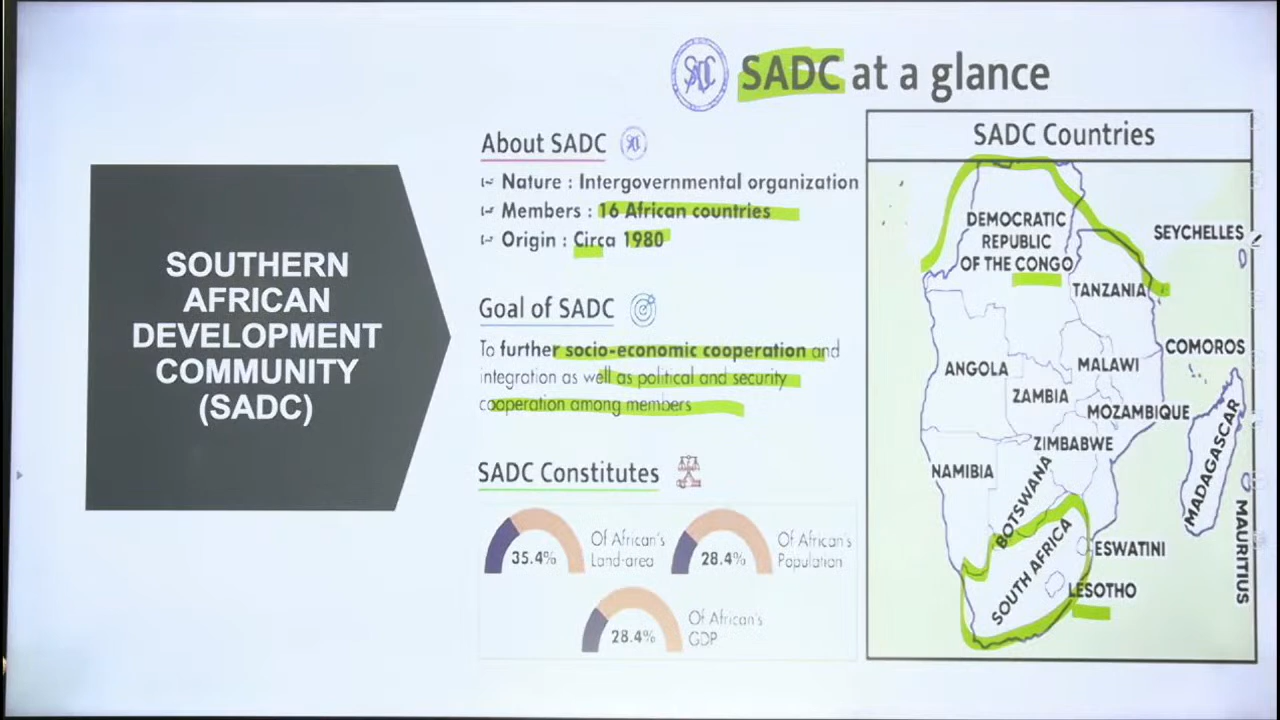 SADC at a glance
SOUTHERN
AFRICAN
DEVELOPMENT
COMMUNITY
(SADC)
About SADC
Nature : Intergovernmental organization
Members : 16 African countries
Origin : Circa 1980
Goal of SADC
To further socio-economic cooperation and
integration as well as political and security
cooperation among members
SADC Constitutes
35.4%
Of African's
Land-area
28.4%
Of African's
Population
28.4%
Of African's
GDP
SADC Countries
DEMOCRATIC
REPUBLIC
OF THE CONGO
SEYCHELLES
TANZANIA
COMOROS
ANGOLA
MALAWI
ZAMBIA
MOZAMBIQUE
ZIMBABWE
NAMIBIA
BOTSWANA
MADAGASCAR
MAURITIUS
SOUTH AFRICA
ESWATINI
LESOTHO